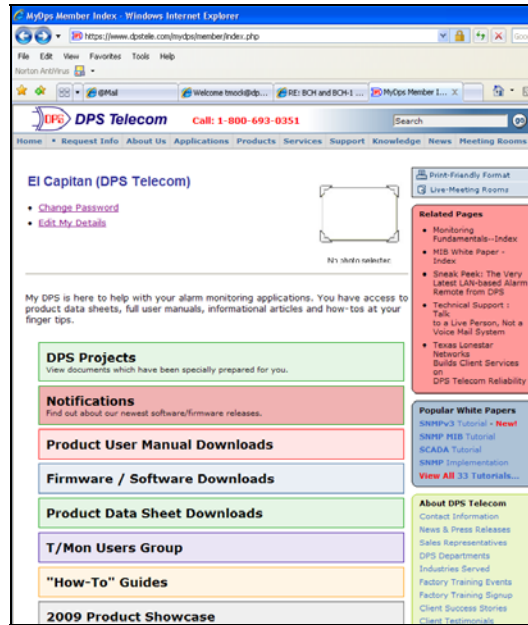 MyDps Member Index - Windows Internet Explorer
https://www.dpstele.com/mydps/member/index.php
Goo
File Edit View Favorites Tools Help
Norton AntiVirus
@Mail
Welcome tmock@dp...
RE: BCH and BCH-1 ...
MyDps Member I... X
DPS DPS Telecom
Call: 1-800-693-0351
Search
Home • Request Info About Us Applications Products Services Support Knowledge News Meeting Rooms
El Capitan (DPS Telecom)
• Change Password
• Edit My Details
No photo selected
My DPS is here to help with your alarm monitoring applications. You have access to
product data sheets, full user manuals, informational articles and how-tos at your
finger tips.
DPS Projects
View documents which have been specially prepared for you.
Notifications
Find out about our newest software/firmware releases.
Product User Manual Downloads
Firmware / Software Downloads
Product Data Sheet Downloads
T/Mon Users Group
"How-To" Guides
2009 Product Showcase
Print-Friendly Format
Live-Meeting Rooms
Related Pages
• Monitoring
Fundamentals--Index
• MIB White Paper -
Index
• Sneak Peek: The Very
Latest LAN-based Alarm
Remote from DPS
• Technical Support :
Talk
to a Live Person, Not a
Voice Mail System
• Texas Lonestar
Networks
Builds Client Services
on
DPS Telecom Reliability
Popular White Papers
SNMPv3 Tutorial - New!
SNMP MIB Tutorial
SCADA Tutorial
SNMP Implementation
View All 33 Tutorials...
About DPS Telecom
Contact Information
News & Press Releases
Sales Representatives
DPS Departments
Industries Served
Factory Training Events
Factory Training Signup
Client Success Stories
Client Testimonials